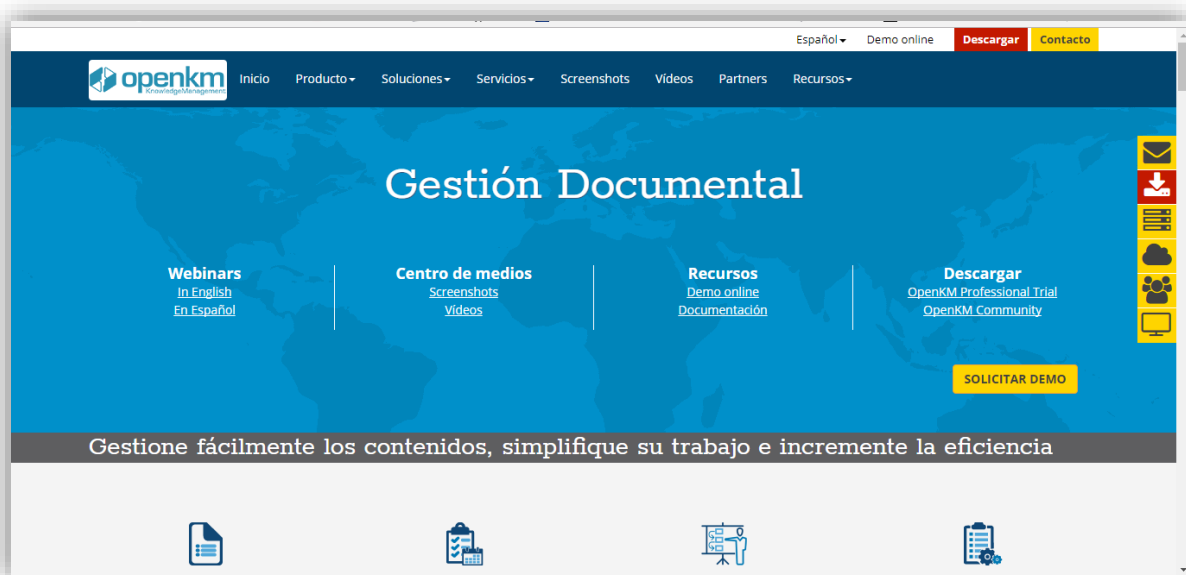 Español
Demo online
Descargar
Contacto
openkm
KnowledgeManagement
Inicio
Producto
Soluciones
Servicios
Screenshots
Vídeos
Partners
Recursos
Gestión Documental
Webinars
In English
En Español
Centro de medios
Screenshots
Vídeos
Recursos
Demo online
Documentación
Descargar
OpenKM Professional Trial
OpenKM Community
SOLICITAR DEMO
Gestione fácilmente los contenidos, simplifique su trabajo e incremente la eficiencia